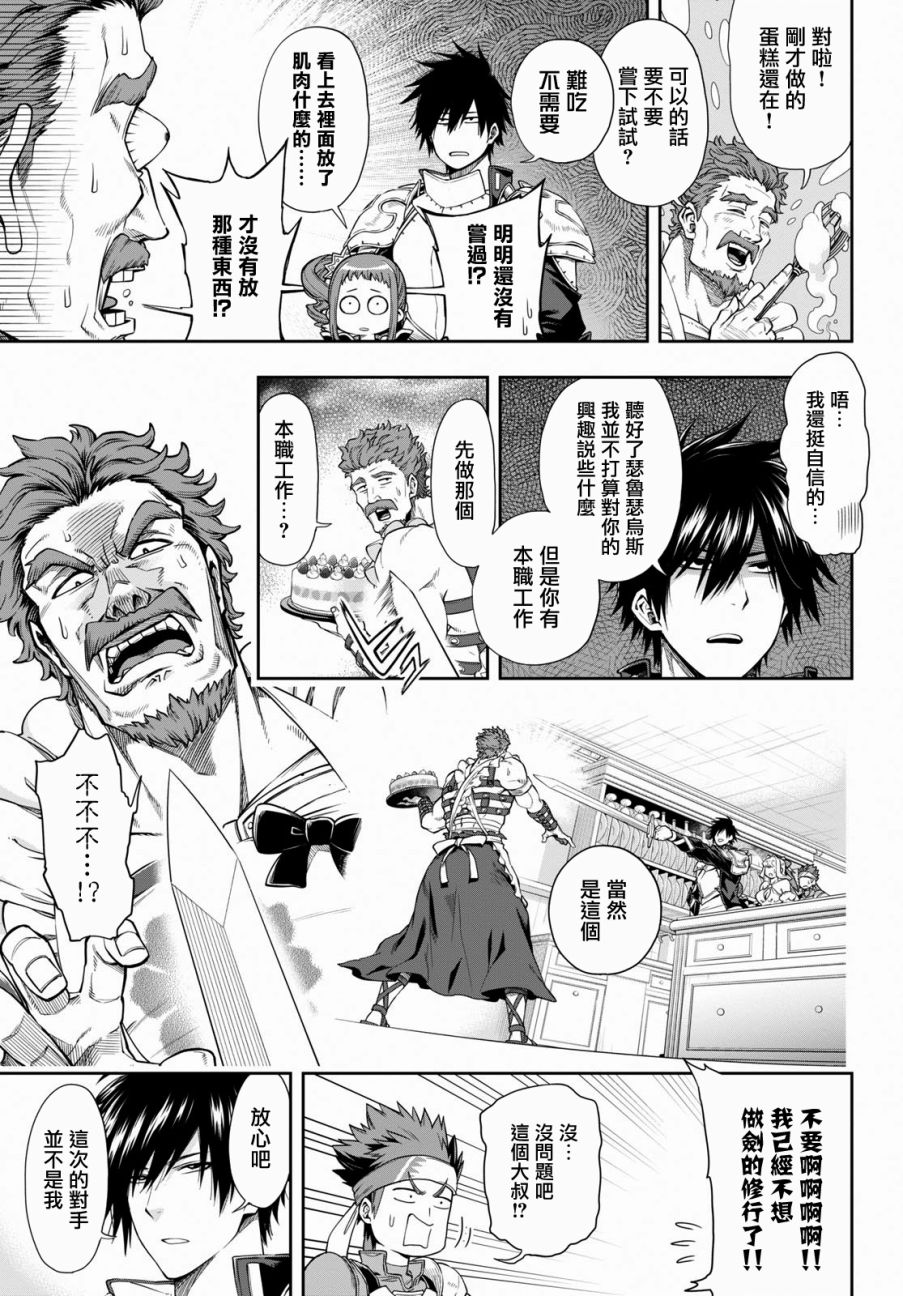 對啦！
剛才做的
蛋糕還在！
可以的話
要不要
嘗下試試？
難吃
不需要
明明還沒有
嘗過!?
看上去裡面放了
肌肉什麼的……
才沒有放
那種東西!?
唔…
我還挺自信的…
聽好了瑟魯瑟烏斯
我並不打算對你的
興趣說些什麼
但是你有
本職工作
先做那個
本職工作…？
當然
是這個
不不不…!?
不要啊啊啊啊!!
我已經不想
做劍的修行了!!
沒…
沒問題吧
這個大叔!?
放心吧
這次的對手
並不是我